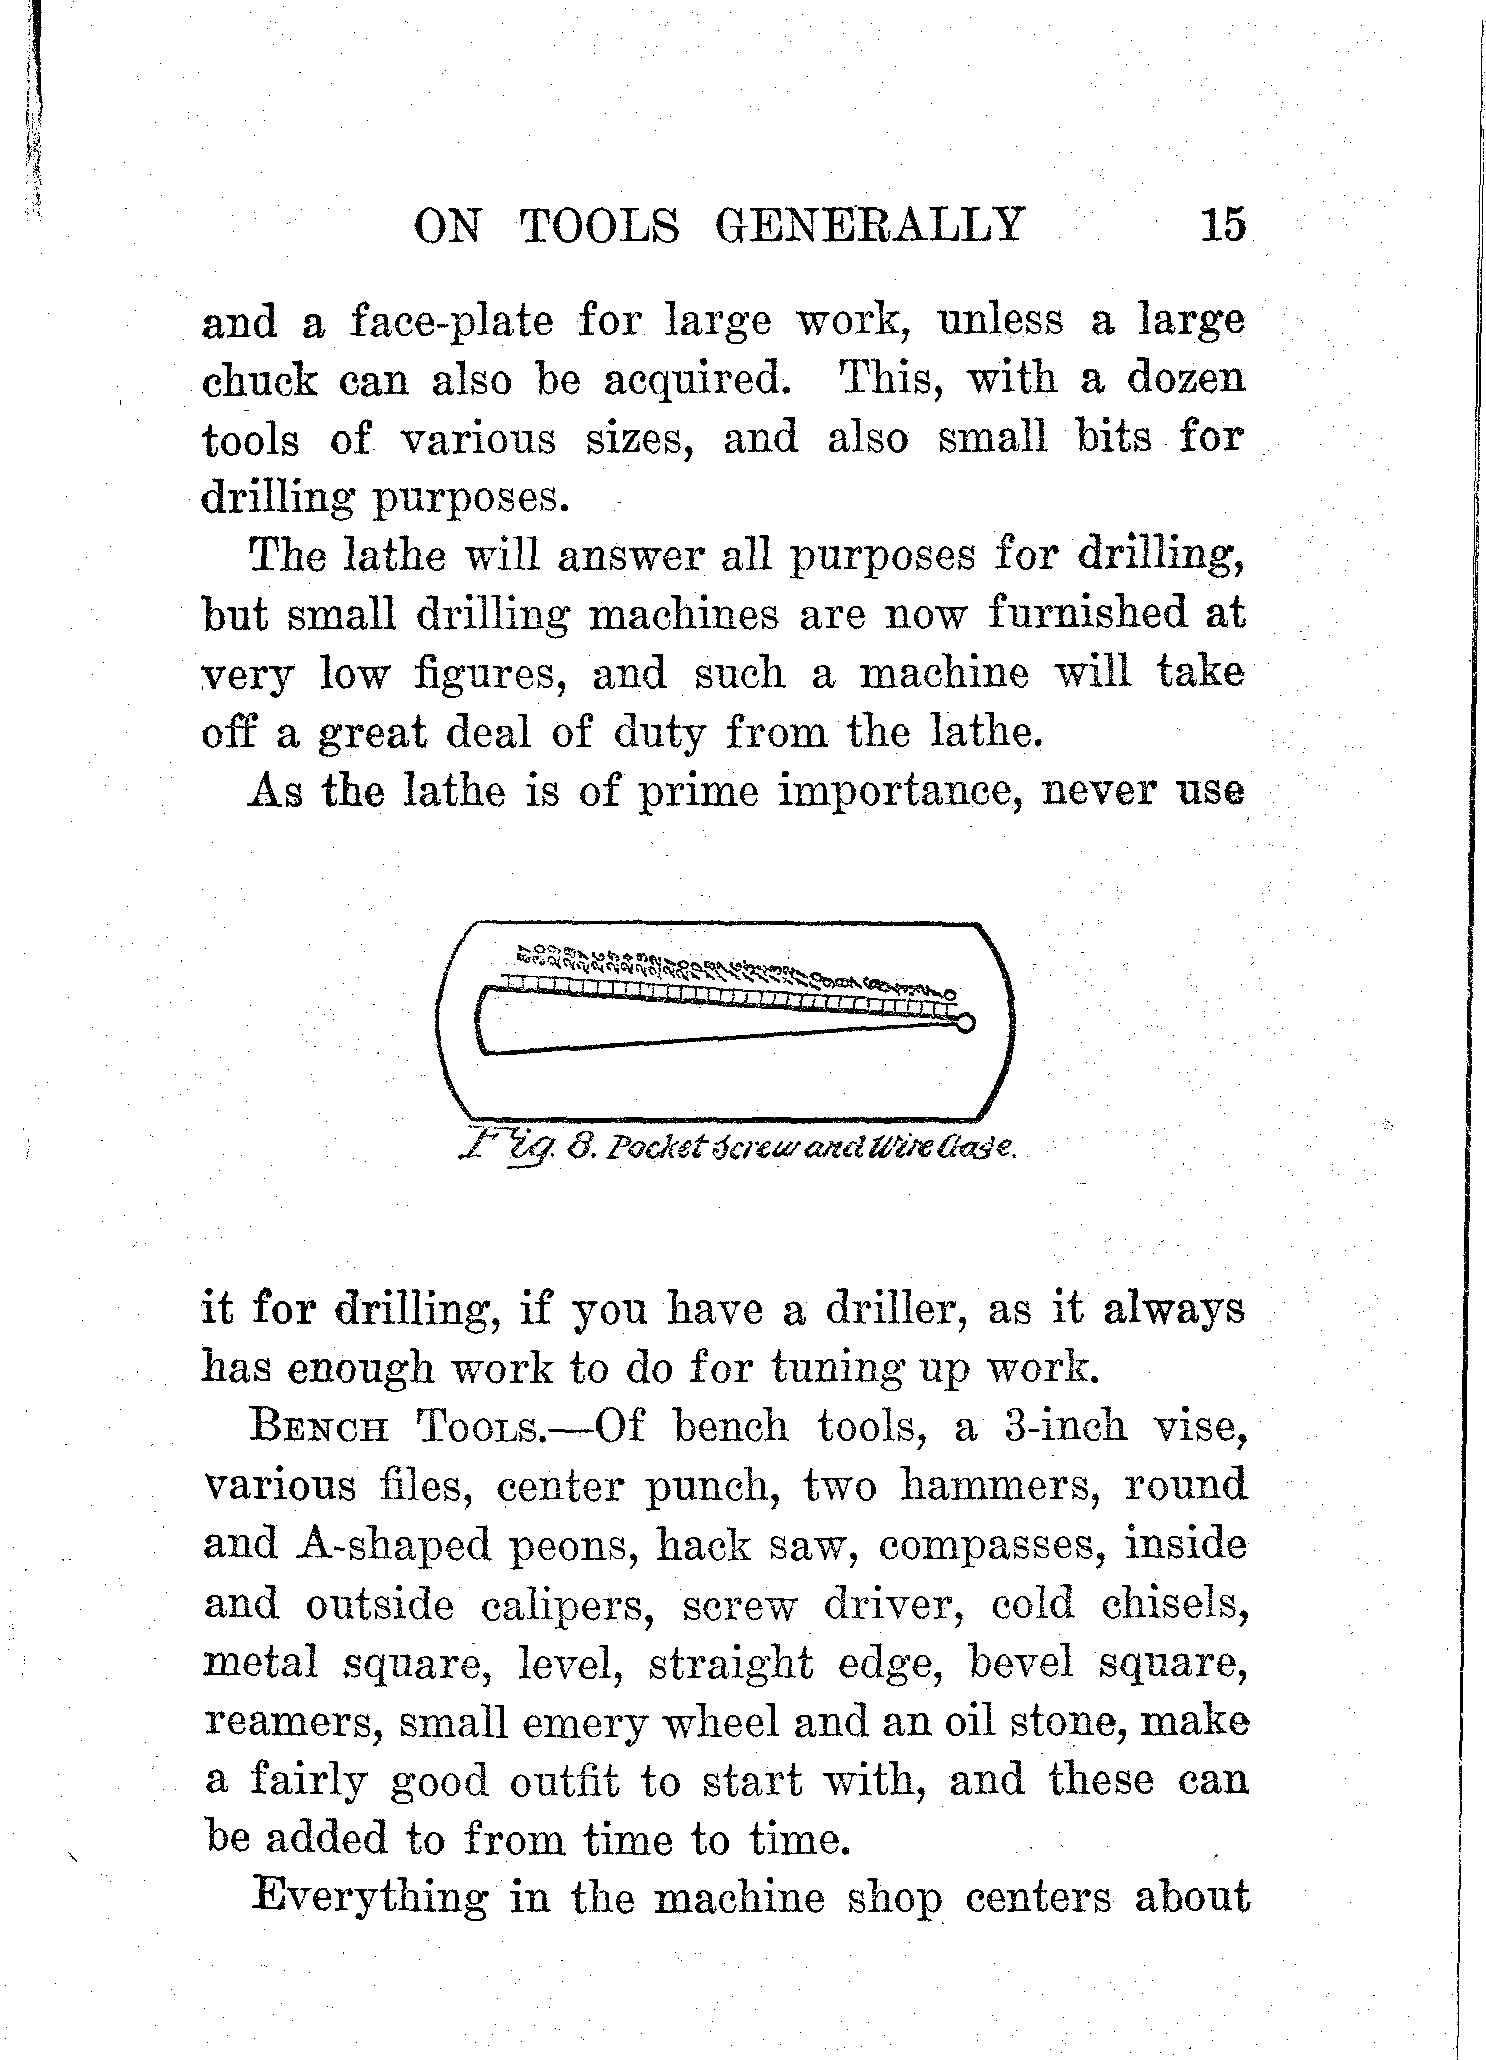 ON TOOLS GENERALLY 15
and a face-plate for large work, unless a large
chuck can also be acquired. This, with a dozen
tools of various sizes, and also small bits for
drilling purposes.
The lathe will answer all purposes for drilling,
but small drilling machines are now furnished at
very low figures, and such a machine will take
off a great deal of duty from the lathe.
As the lathe is of prime importance, never use
Fig. 8. Pocket Screw and Wire Gage.
it for drilling, if you have a driller, as it always
has enough work to do for tuning up work.
BENCH TOOLS.—Of bench tools, a 3-inch vise,
various files, center punch, two hammers, round
and A-shaped peons, hack saw, compasses, inside
and outside calipers, screw driver, cold chisels,
metal square, level, straight edge, bevel square,
reamers, small emery wheel and an oil stone, make
a fairly good outfit to start with, and these can
be added to from time to time.
Everything in the machine shop centers about